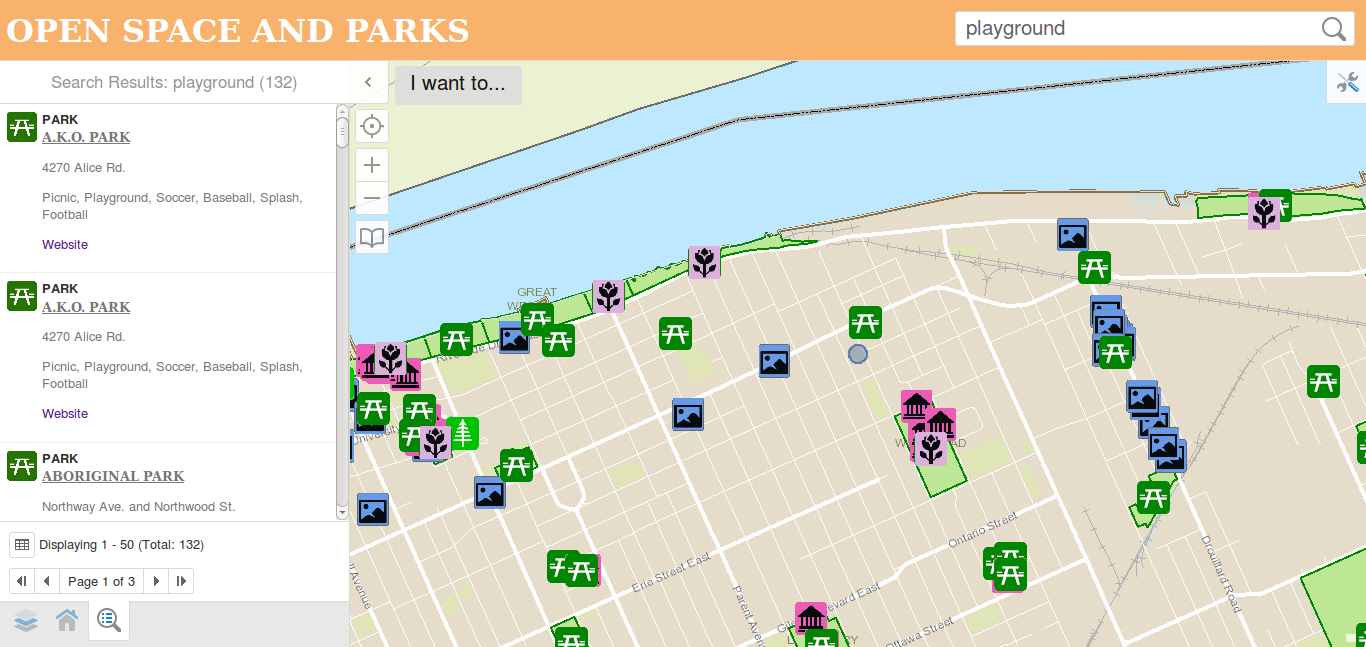 OPEN SPACE AND PARKS
playground
Search Results: playground (132)
I want to...
PARK
A.K.O. PARK
4270 Alice Rd.
Picnic, Playground, Soccer, Baseball, Splash,
Football
Website
PARK
A.K.O. PARK
4270 Alice Rd.
Picnic, Playground, Soccer, Baseball, Splash,
Football
Website
PARK
ABORIGINAL PARK
Northway Ave. and Northwood St.
Displaying 1 - 50 (Total: 132)
Page 1 of 3
GREAT
University
Erie Street East
Ontario Street
Parent Aven
Ottawa Street
Drouillard Road